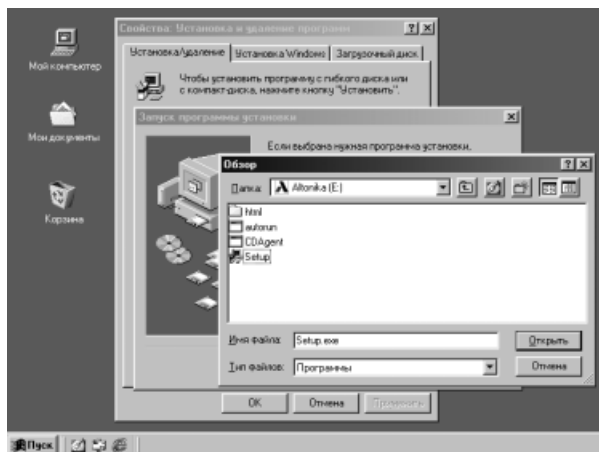 Мой компьютер
Мои документы
Корзина
Свойства: Установка и удаление программ
Установка/удаление
Установка Windows
Загрузочный диск
Чтобы установить программу с гибкого диска или
с компакт-диска, нажмите кнопку "Установить".
Запуск программы установки
Если выбрана нужная программа установки,
Обзор
Папка:
Altonika (E:)
html
autorun
CDAgent
Setup
Имя файла:
Setup.exe
Открыть
Тип файлов:
Программы
Отмена
OK
Отмена
Применить
Пуск